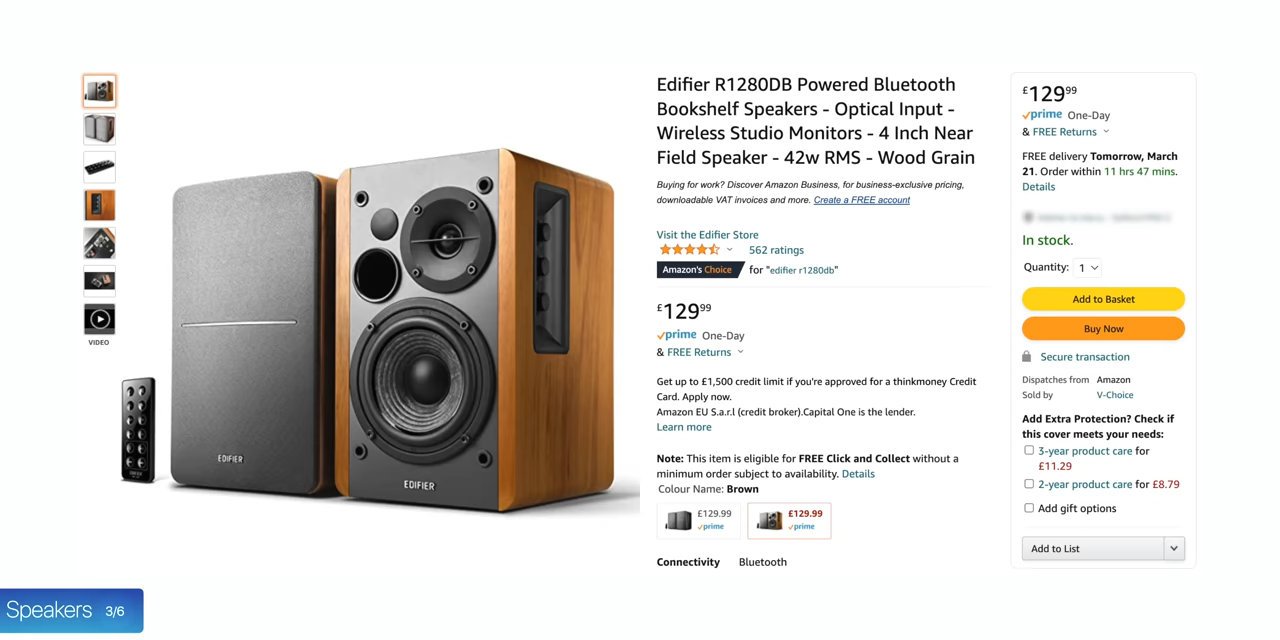 Edifier R1280DB Powered Bluetooth
Bookshelf Speakers - Optical Input -
Wireless Studio Monitors - 4 Inch Near
Field Speaker - 42w RMS - Wood Grain
Buying for work? Discover Amazon Business, for business-exclusive pricing,
downloadable VAT invoices and more. Create a FREE account
Visit the Edifier Store
562 ratings
Amazon's Choice for "edifier r1280db"
£129.99
prime One-Day
& FREE Returns
Get up to £1,500 credit limit if you're approved for a thinkmoney Credit
Card. Apply now.
Amazon EU S.a.r.l (credit broker).Capital One is the lender.
Learn more
Note: This item is eligible for FREE Click and Collect without a
minimum order subject to availability. Details
Colour Name: Brown
£129.99
prime
£129.99
prime
Connectivity Bluetooth
£129.99
prime One-Day
& FREE Returns
FREE delivery Tomorrow, March
21. Order within 11 hrs 47 mins.
Details
In stock.
Quantity: 1
Add to Basket
Buy Now
Secure transaction
Dispatches from Amazon
Sold by V-Choice
Add Extra Protection? Check if
this cover meets your needs:
3-year product care for
£11.29
2-year product care for £8.79
Add gift options
Add to List
VIDEO
EDIFIER
EDIFIER
Speakers 3/6